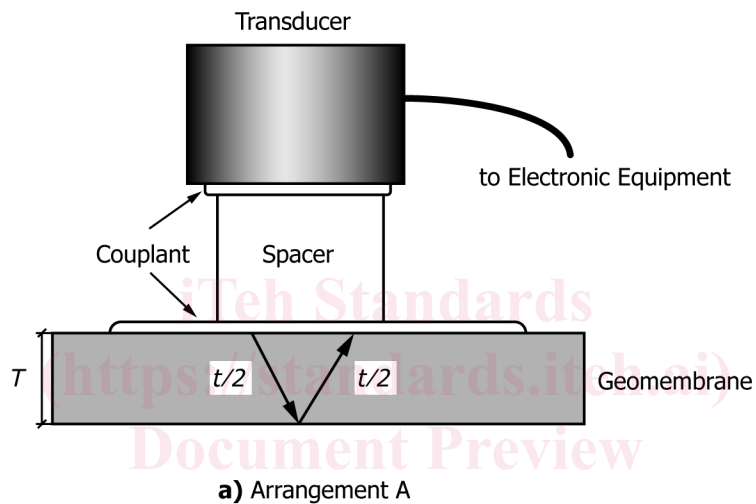 Transducer
to Electronic Equipment
Couplant
Spacer
iTeh Standards
T
t/2
t/2
(https://standards.iteh.ai)
Geomembrane
Document Preview
a) Arrangement A